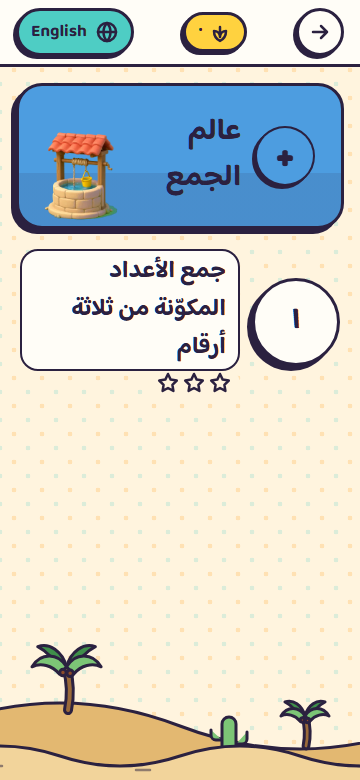 English
٠
عالم
الجمع
+
جمع الأعداد
المكوّنة من ثلاثة
أرقام
١